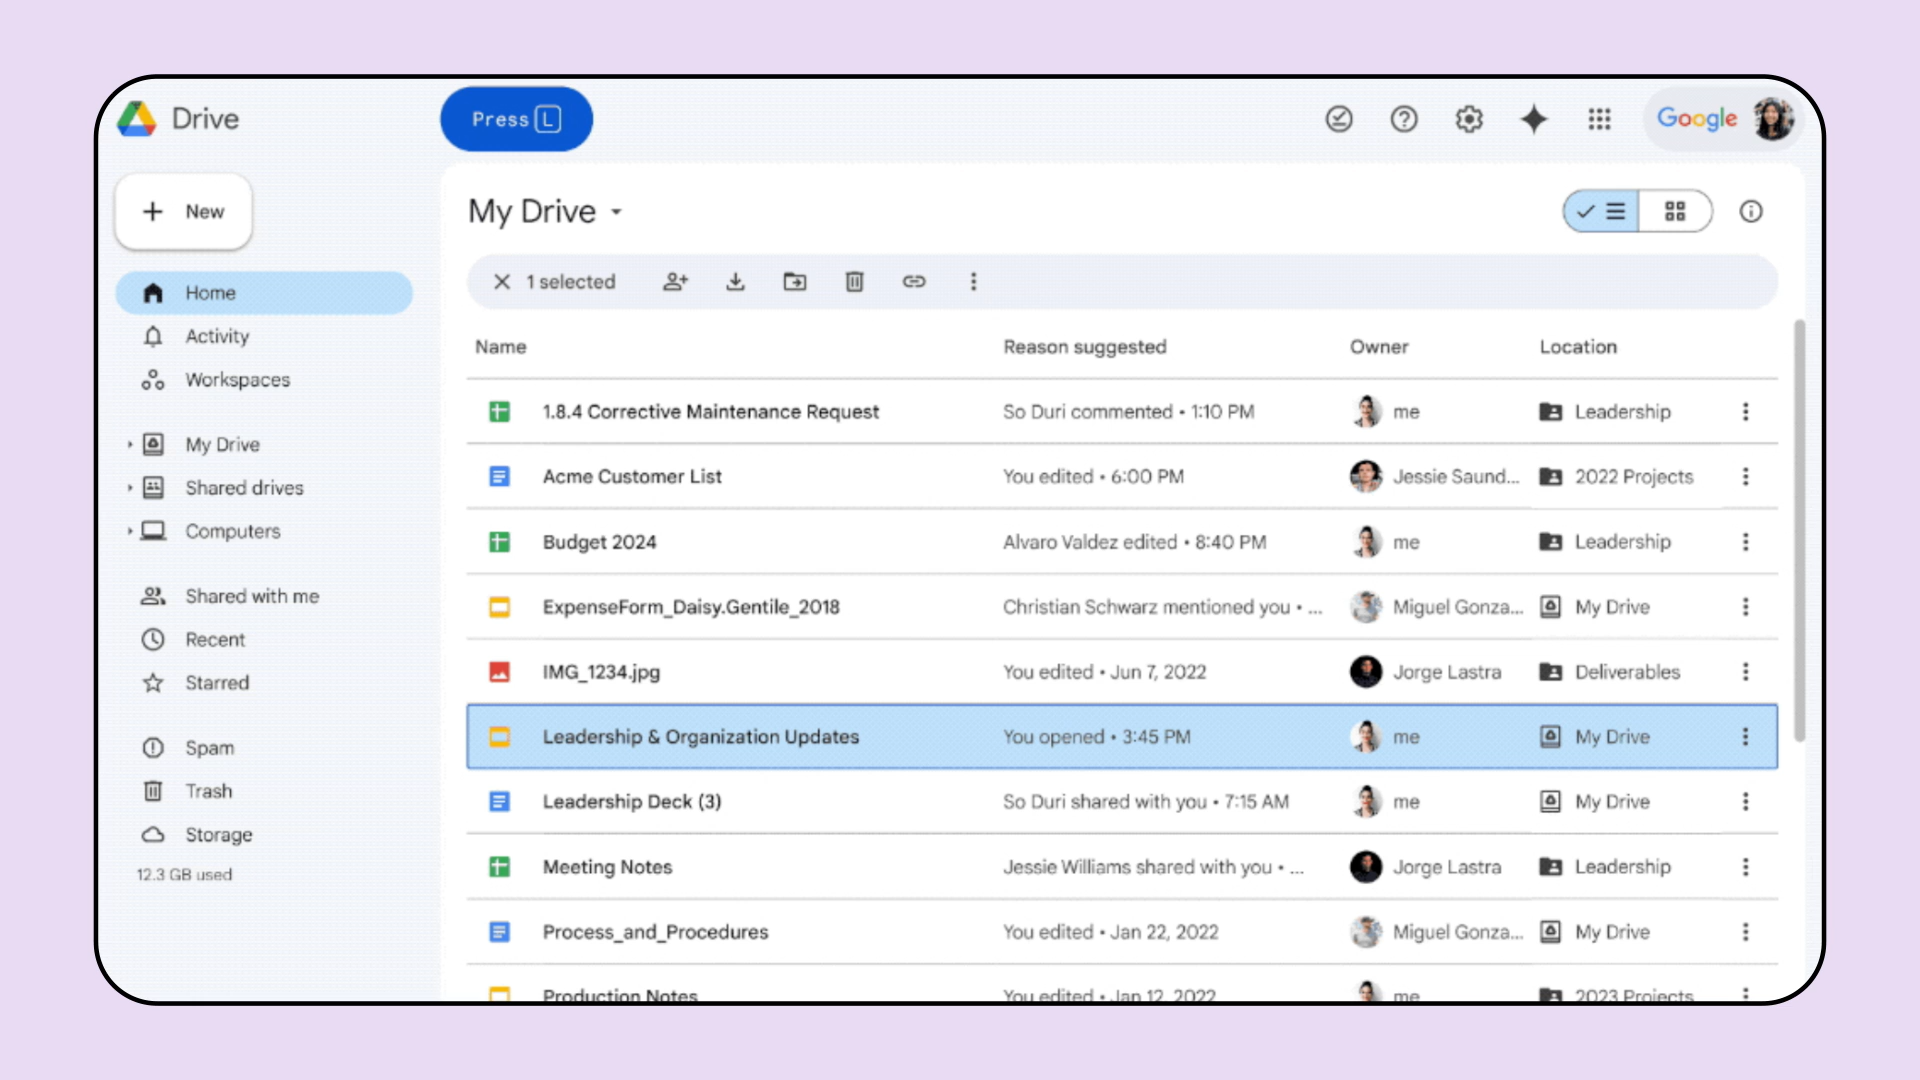 Drive
Press L
Google
New
My Drive
Home
1 selected
Activity
Workspaces
Name Reason suggested Owner Location
1.8.4 Corrective Maintenance Request So Duri commented • 1:10 PM me Leadership
My Drive
Acme Customer List You edited • 6:00 PM Jessie Saund... 2022 Projects
Shared drives
Computers
Budget 2024 Alvaro Valdez edited • 8:40 PM me Leadership
Shared with me
ExpenseForm_Daisy.Gentile_2018 Christian Schwarz mentioned you • ... Miguel Gonza... My Drive
Recent
Starred
IMG_1234.jpg You edited • Jun 7, 2022 Jorge Lastra Deliverables
Leadership & Organization Updates You opened • 3:45 PM me My Drive
Spam
Trash
Leadership Deck (3) So Duri shared with you • 7:15 AM me My Drive
Storage
12.3 GB used
Meeting Notes Jessie Williams shared with you • ... Jorge Lastra Leadership
Process_and_Procedures You edited • Jan 22, 2022 Miguel Gonza... My Drive
Production Notes You edited • Jan 12, 2022 me 2023 Projects